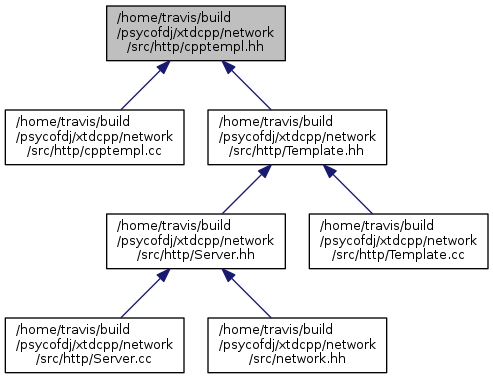 /home/travis/build
/psycofdj/xtdcpp/network
/src/http/cpptempl.hh
/home/travis/build
/psycofdj/xtdcpp/network
/src/http/cpptempl.cc
/home/travis/build
/psycofdj/xtdcpp/network
/src/http/Template.hh
/home/travis/build
/psycofdj/xtdcpp/network
/src/http/Server.hh
/home/travis/build
/psycofdj/xtdcpp/network
/src/http/Template.cc
/home/travis/build
/psycofdj/xtdcpp/network
/src/http/Server.cc
/home/travis/build
/psycofdj/xtdcpp/network
/src/network.hh